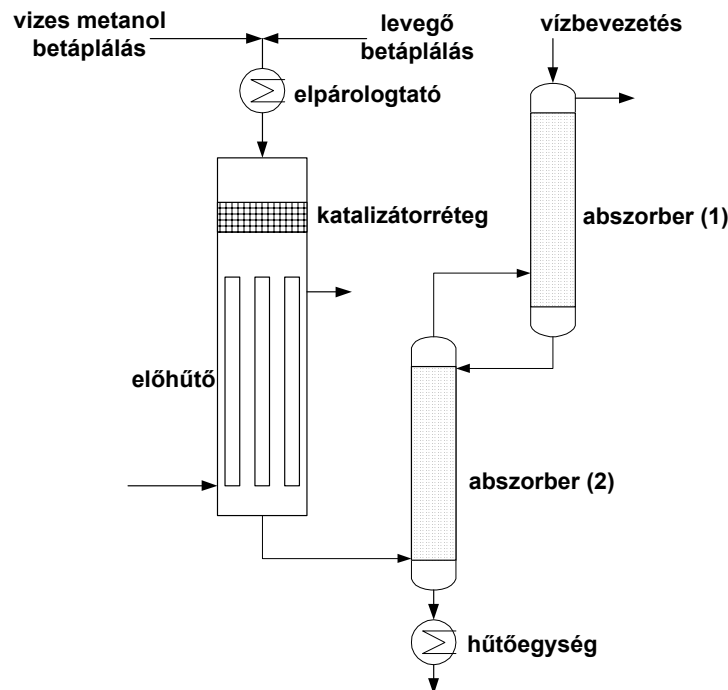 vizes metanol
betáplálás
levegő
betáplálás
vízbevezetés
elpárologtató
katalizátorréteg
abszorber (1)
előhűtő
abszorber (2)
hűtőegység